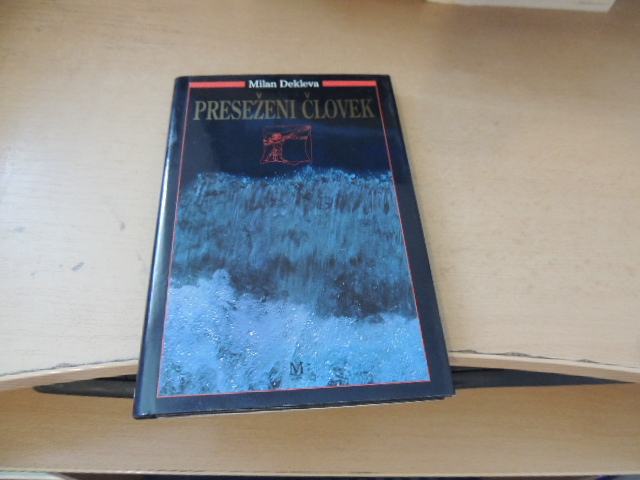 Milan Dekleva
PRESEŽENI ČLOVEK
M